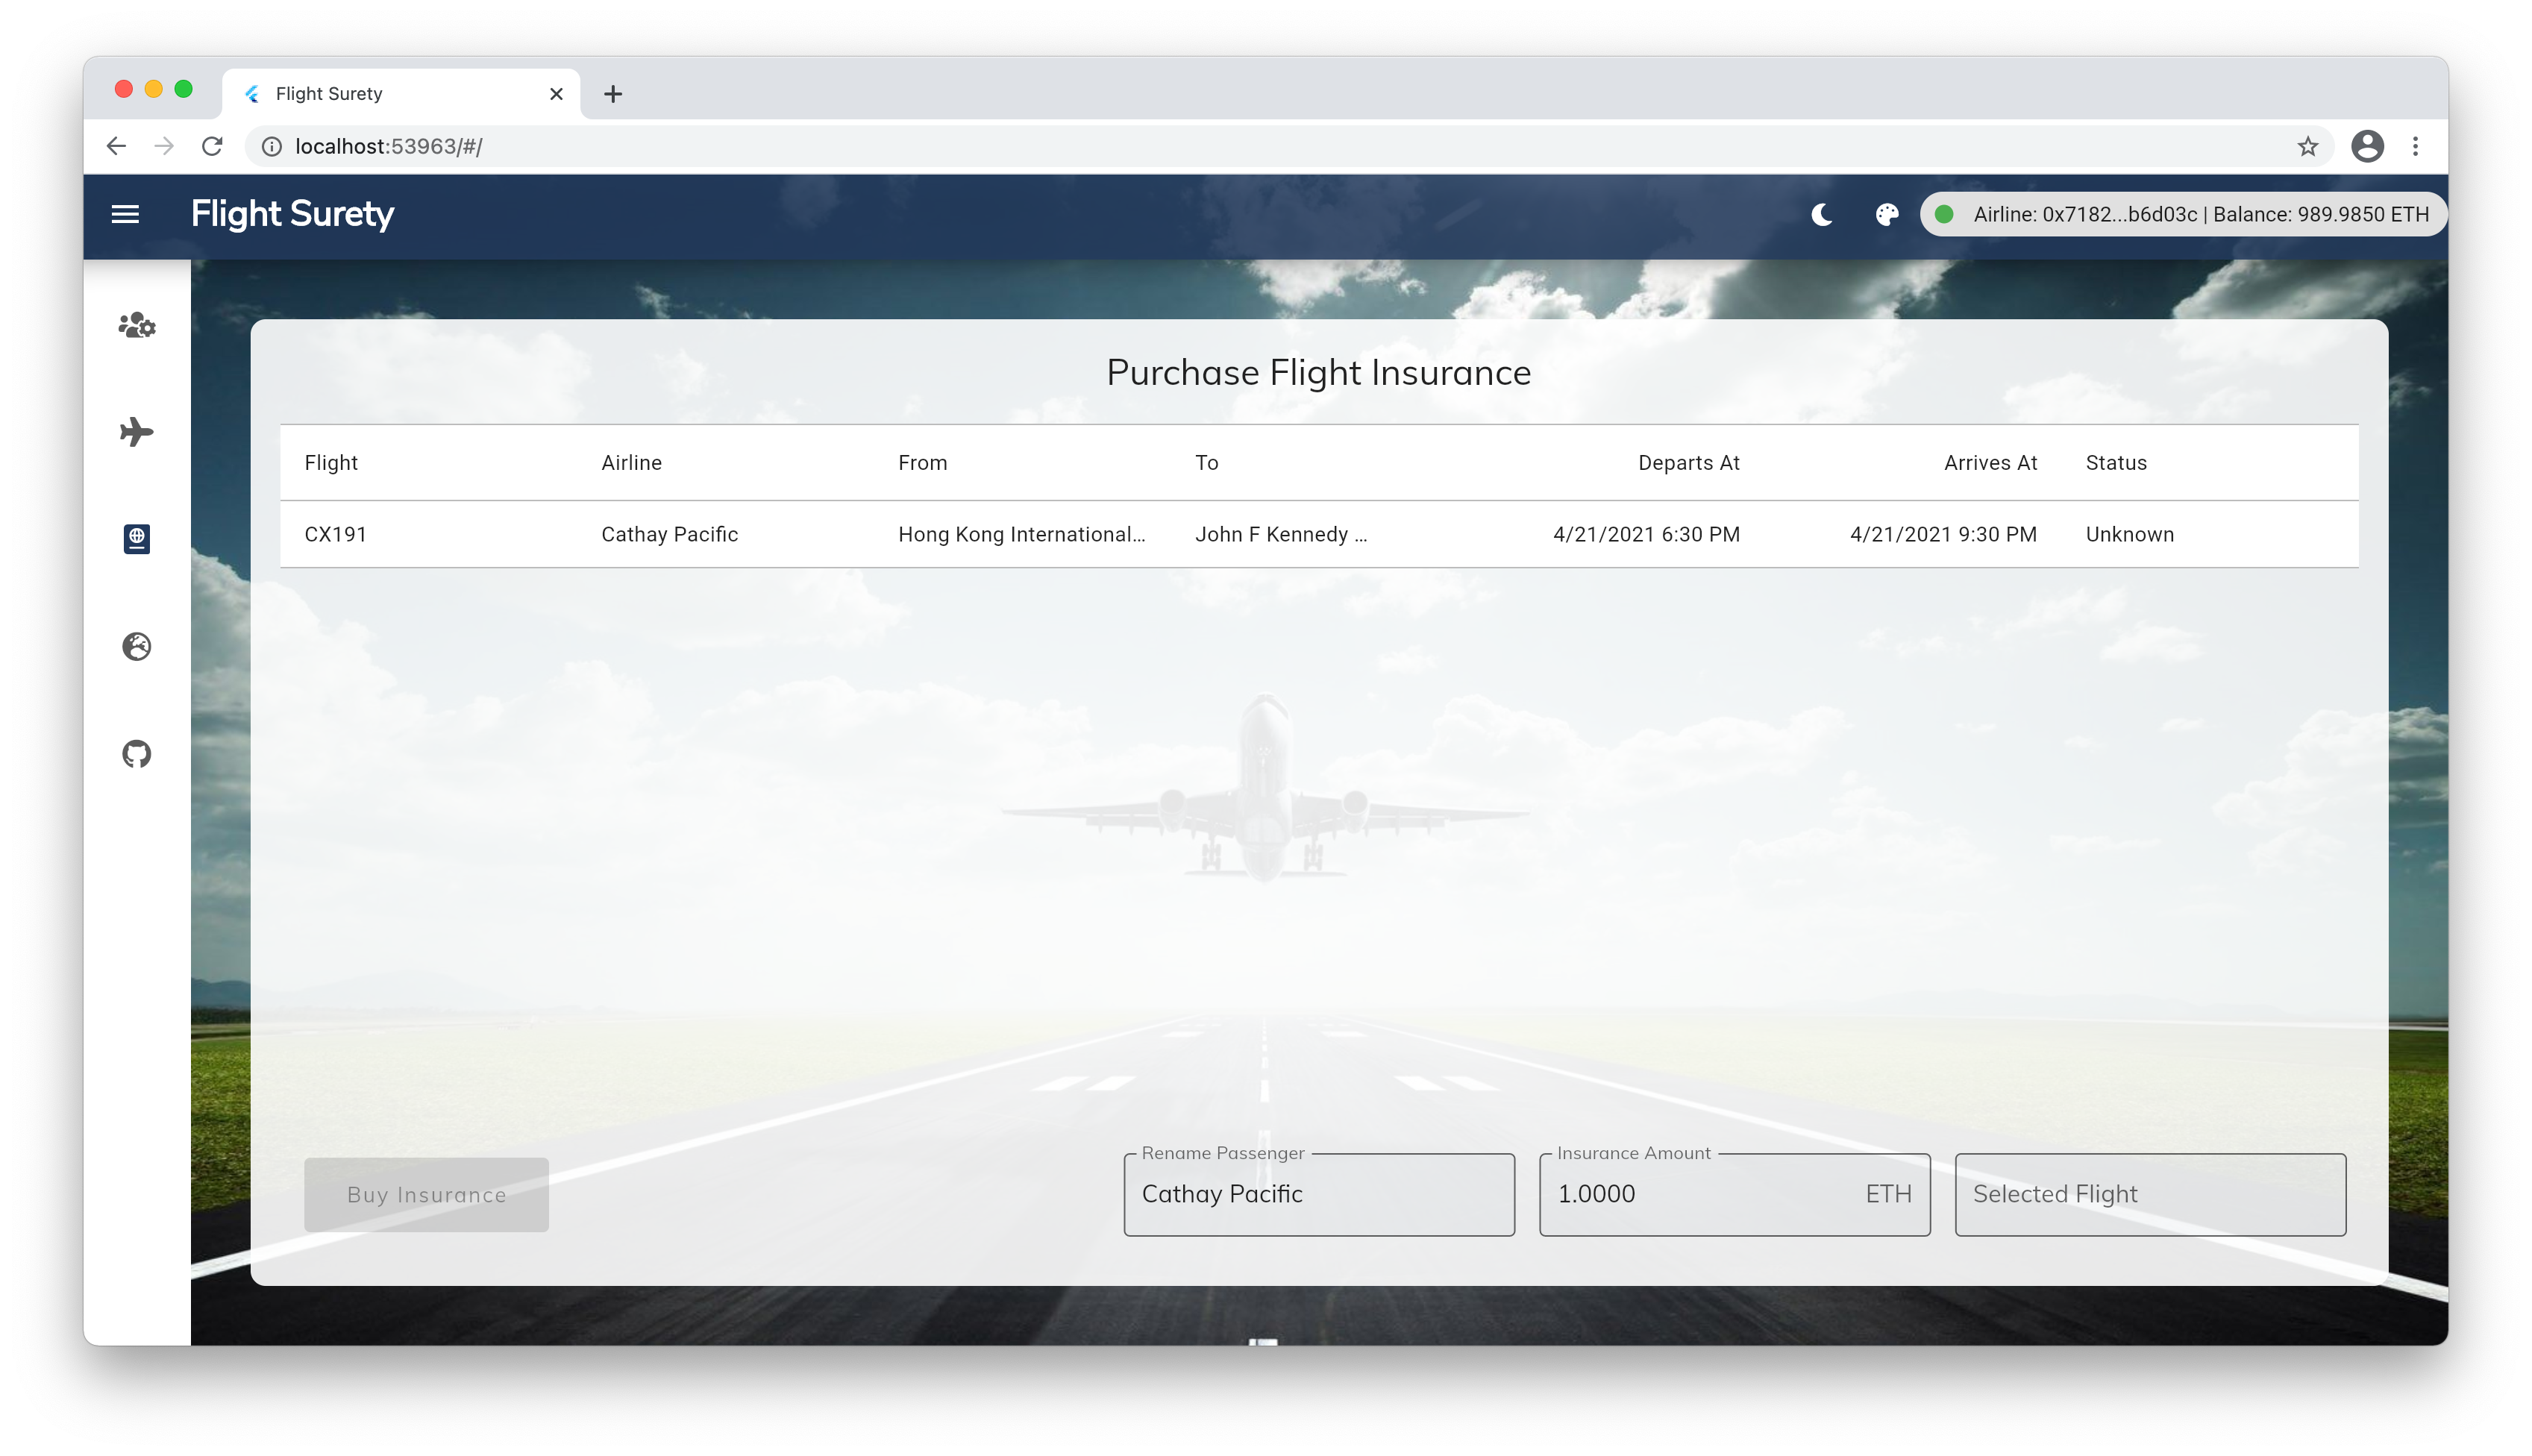 Flight Surety
localhost:53963/#/
Flight Surety
Airline: 0x7182...b6d03c | Balance: 989.9850 ETH
Purchase Flight Insurance
Flight Airline From To Departs At Arrives At Status
CX191 Cathay Pacific Hong Kong International... John F Kennedy ... 4/21/2021 6:30 PM 4/21/2021 9:30 PM Unknown
Rename Passenger Insurance Amount
Buy Insurance Cathay Pacific 1.0000 ETH Selected Flight